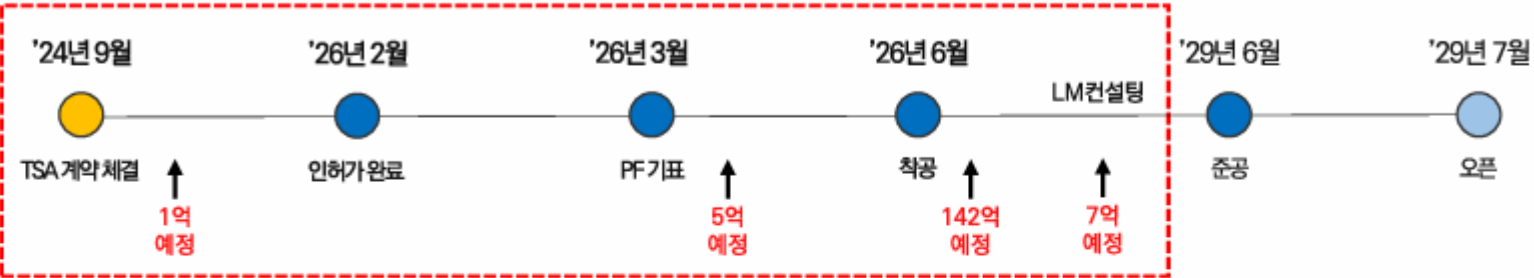 '24년 9월
'26년 2월
'26년 3월
'26년 6월
'29년 6월
'29년 7월
LM컨설팅
TSA 계약 체결
인허가 완료
PF 기표
착공
준공
오픈
1억
예정
5억
예정
142억
예정
7억
예정